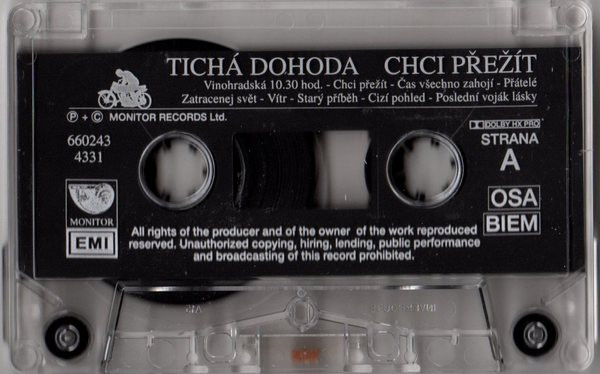 TICHÁ DOHODA CHCI PŘEŽÍT
Vinohradská 10.30 hod. - Chci přežít - Čas všechno zahojí - Přátelé
Zatracenej svět - Vítr - Starý příběh - Cizí pohled - Poslední voják lásky
Ⓟ + © MONITOR RECORDS Ltd.
DOLBY HX PRO
660243
4331
STRANA
A
MONITOR
EMI
OSA
BIEM
All rights of the producer and of the owner of the work reproduced
reserved. Unauthorized copying, hiring, lending, public performance
and broadcasting of this record prohibited.